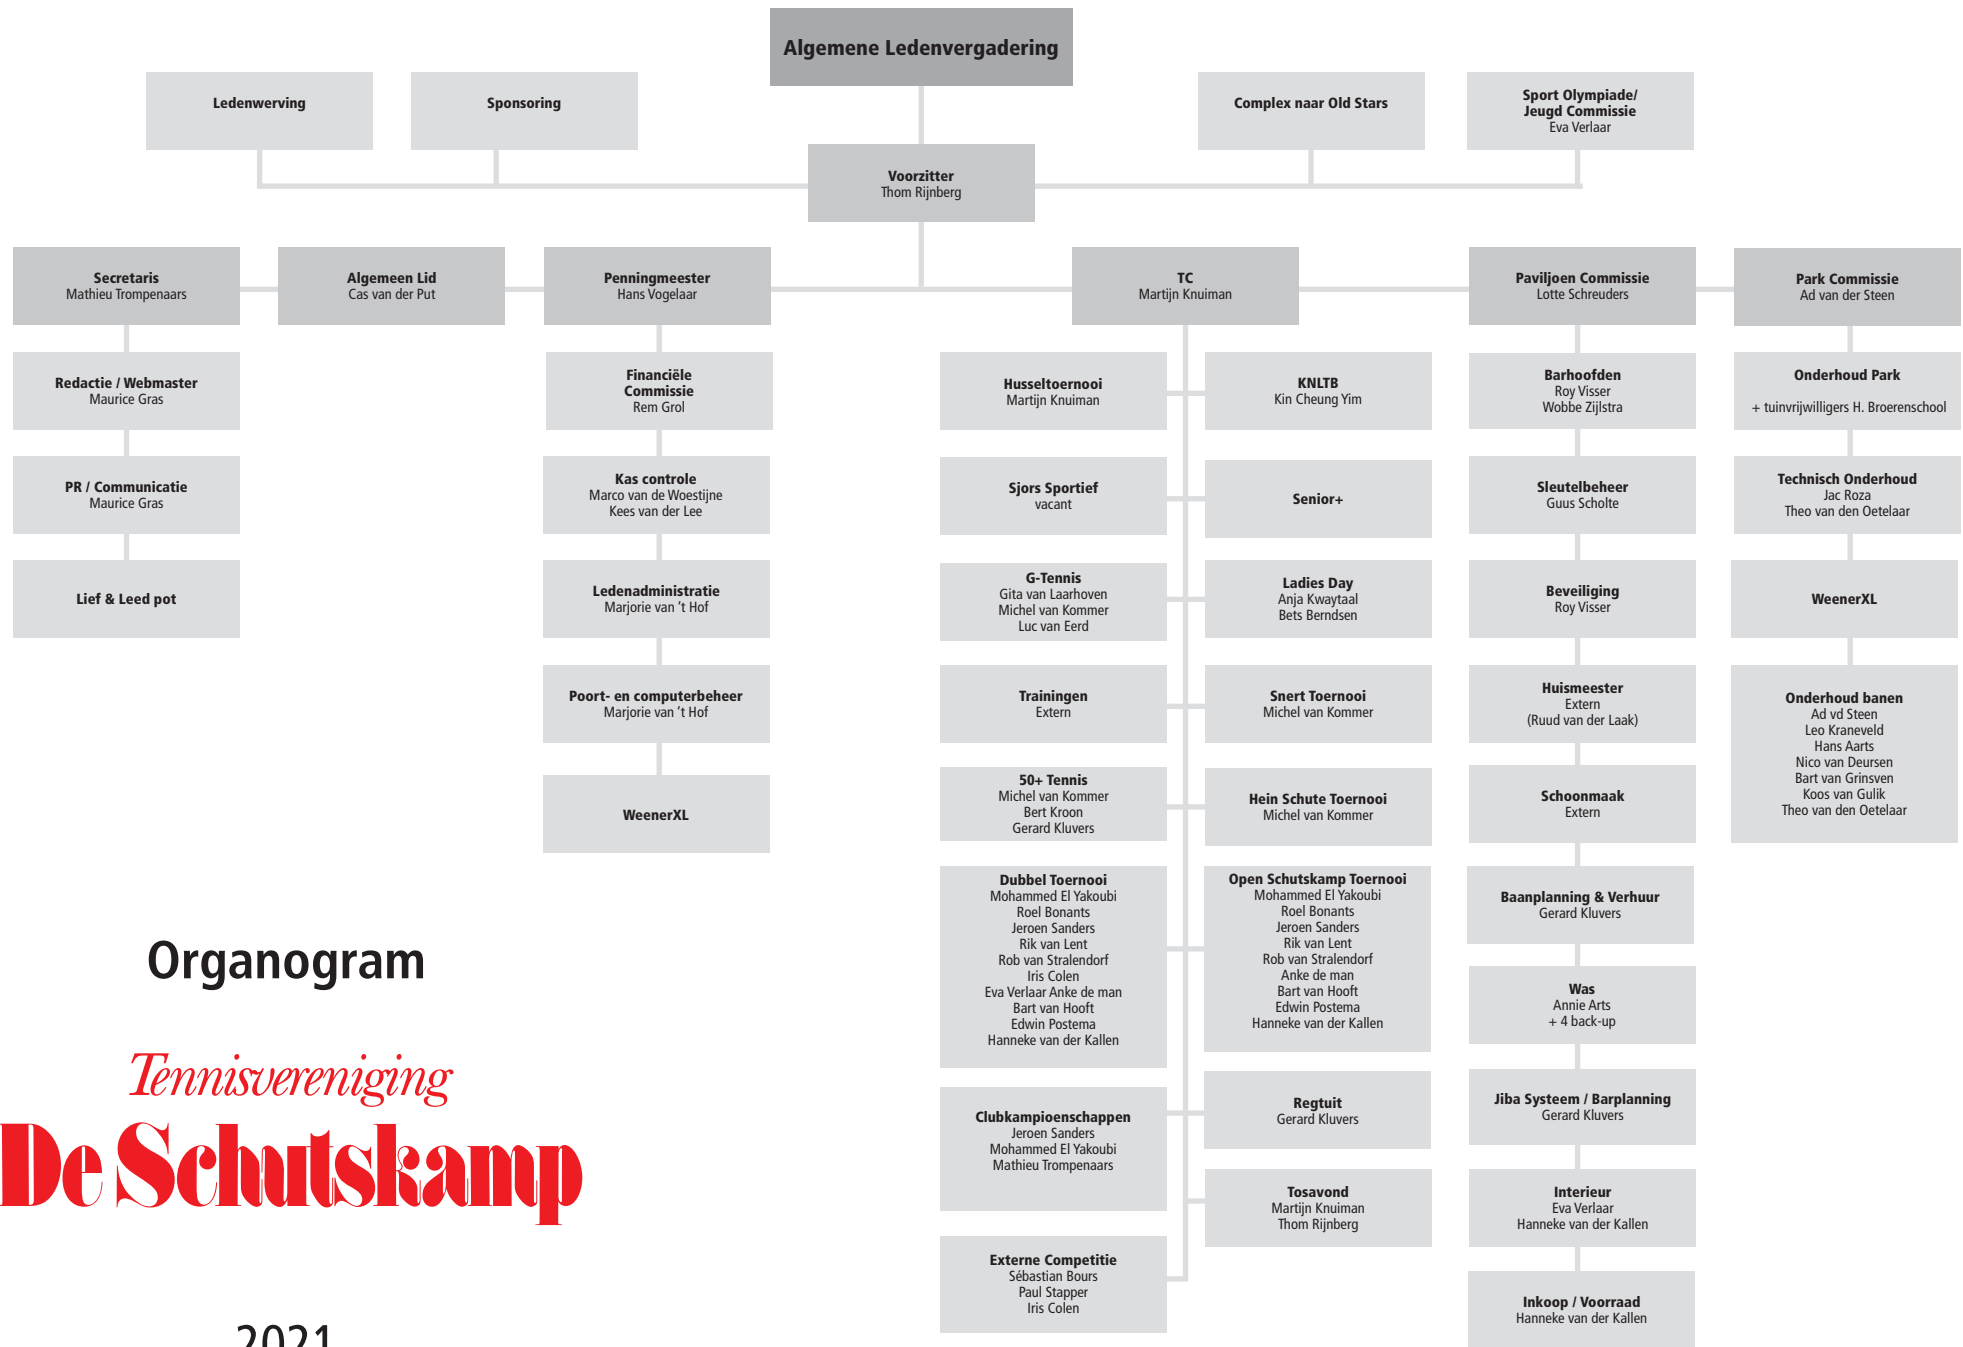 Algemene Ledenvergadering
Ledenwerving
Sponsoring
Complex naar Old Stars
Sport Olympiade/
Jeugd Commissie
Eva Verlaar
Voorzitter
Thom Rijnberg
Secretaris
Mathieu Trompenaars
Algemeen Lid
Cas van der Put
Penningmeester
Hans Vogelaar
TC
Martijn Knuiman
Paviljoen Commissie
Lotte Schreuders
Park Commissie
Ad van der Steen
Redactie / Webmaster
Maurice Gras
PR / Communicatie
Maurice Gras
Lief & Leed pot
Financiële
Commissie
Rem Grol
Kas controle
Marco van de Woestijne
Kees van der Lee
Ledenadministratie
Marjorie van ’t Hof
Poort- en computerbeheer
Marjorie van ’t Hof
WeenerXL
Husseltoernooi
Martijn Knuiman
KNLTB
Kin Cheung Yim
Sjors Sportief
vacant
Senior+
G-Tennis
Gita van Laarhoven
Michel van Kommer
Luc van Eerd
Ladies Day
Anja Kwaytaal
Bets Berndsen
Trainingen
Extern
Snert Toernooi
Michel van Kommer
50+ Tennis
Michel van Kommer
Bert Kroon
Gerard Kluvers
Hein Schute Toernooi
Michel van Kommer
Dubbel Toernooi
Mohammed El Yakoubi
Roel Bonants
Jeroen Sanders
Rik van Lent
Rob van Stralendorf
Iris Colen
Eva Verlaar Anke de man
Bart van Hooft
Edwin Postema
Hanneke van der Kallen
Open Schutskamp Toernooi
Mohammed El Yakoubi
Roel Bonants
Jeroen Sanders
Rik van Lent
Rob van Stralendorf
Anke de man
Bart van Hooft
Edwin Postema
Hanneke van der Kallen
Clubkampioenschappen
Jeroen Sanders
Mohammed El Yakoubi
Mathieu Trompenaars
Regtuit
Gerard Kluvers
Tosavond
Martijn Knuiman
Thom Rijnberg
Externe Competitie
Sébastian Bours
Paul Stapper
Iris Colen
Barhoofden
Roy Visser
Wobbe Zijlstra
Sleutelbeheer
Guus Scholte
Beveiliging
Roy Visser
Huismeester
Extern
(Ruud van der Laak)
Schoonmaak
Extern
Baanplanning & Verhuur
Gerard Kluvers
Was
Annie Arts
+ 4 back-up
Jiba Systeem / Barplanning
Gerard Kluvers
Interieur
Eva Verlaar
Hanneke van der Kallen
Inkoop / Voorraad
Hanneke van der Kallen
Onderhoud Park
+ tuinvrijwilligers H. Broerenschool
Technisch Onderhoud
Jac Roza
Theo van den Oetelaar
WeenerXL
Onderhoud banen
Ad vd Steen
Leo Kraneveld
Hans Aarts
Nico van Deursen
Bart van Grinsven
Koos van Gulik
Theo van den Oetelaar
Organogram
Tennisvereniging
De Schutskamp
2021